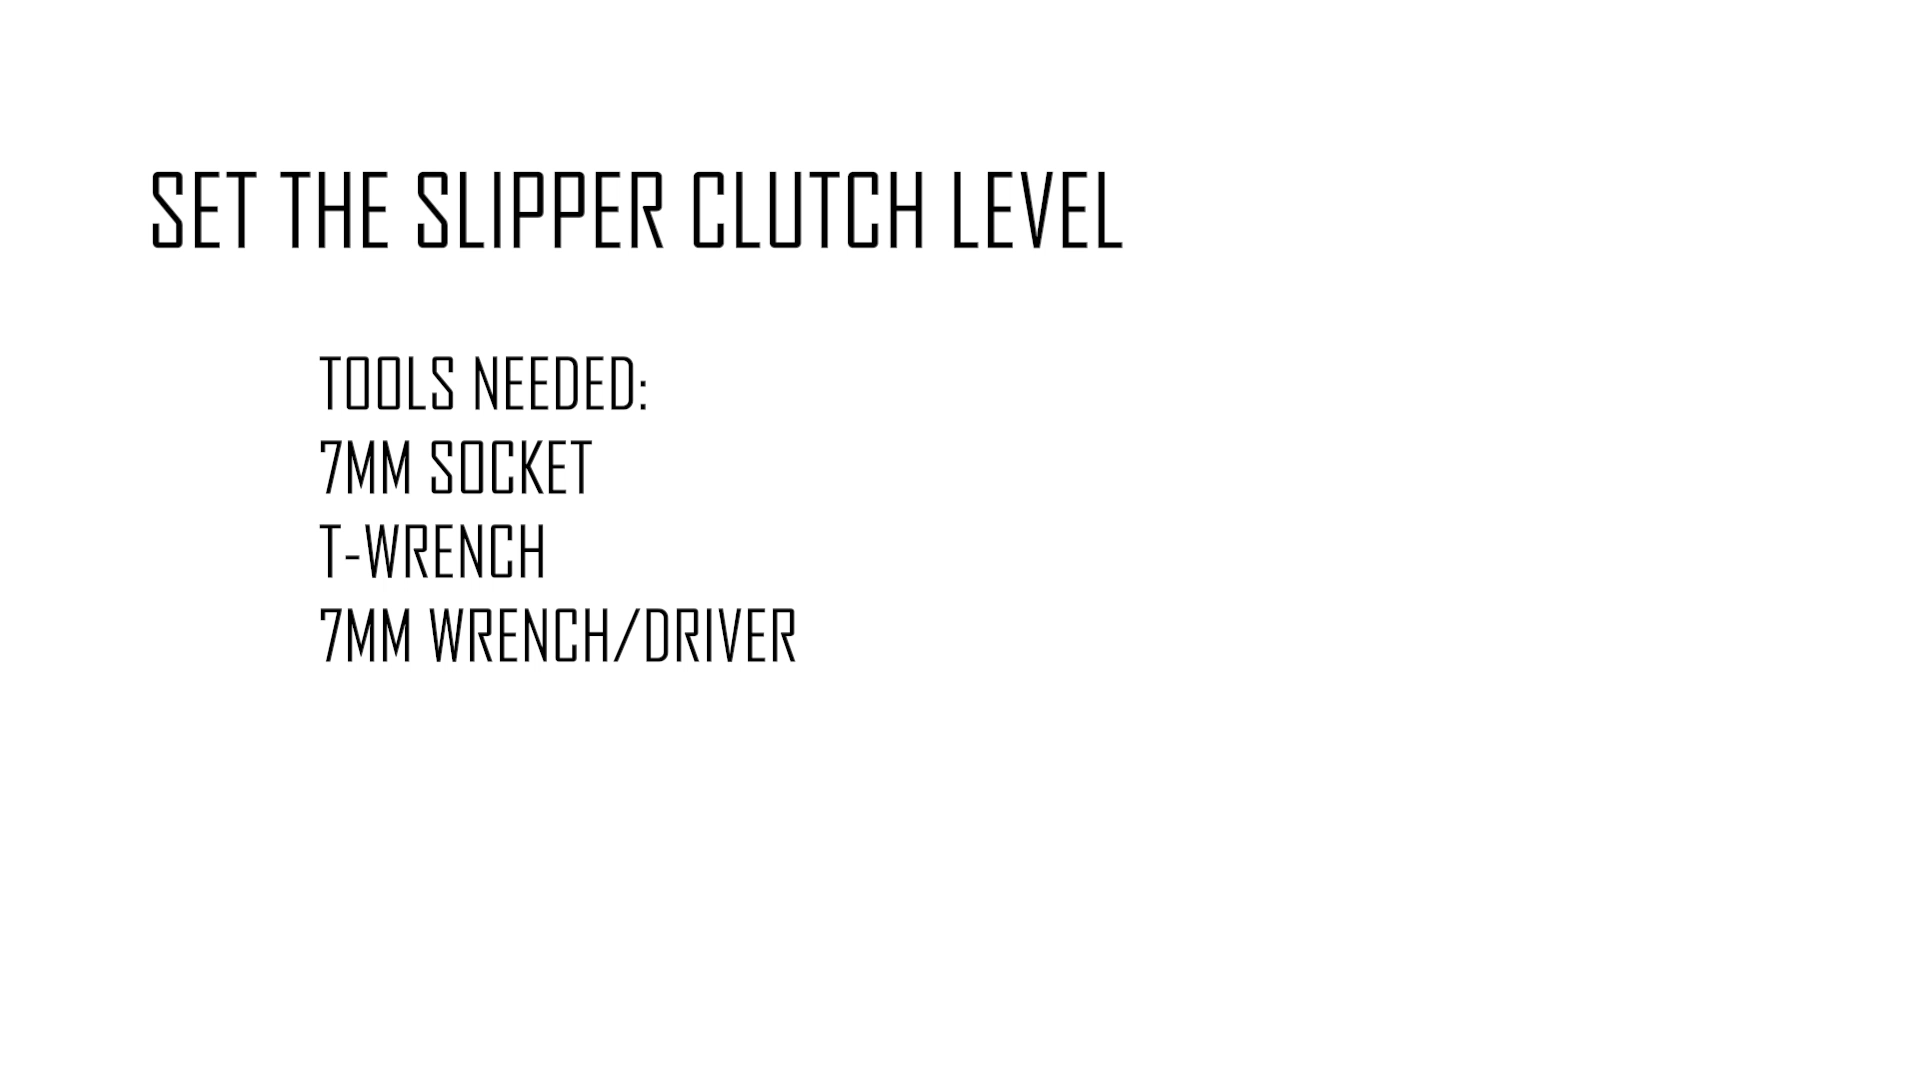 SET THE SLIPPER CLUTCH LEVEL
TOOLS NEEDED:
7MM SOCKET
T-WRENCH
7MM WRENCH/DRIVER